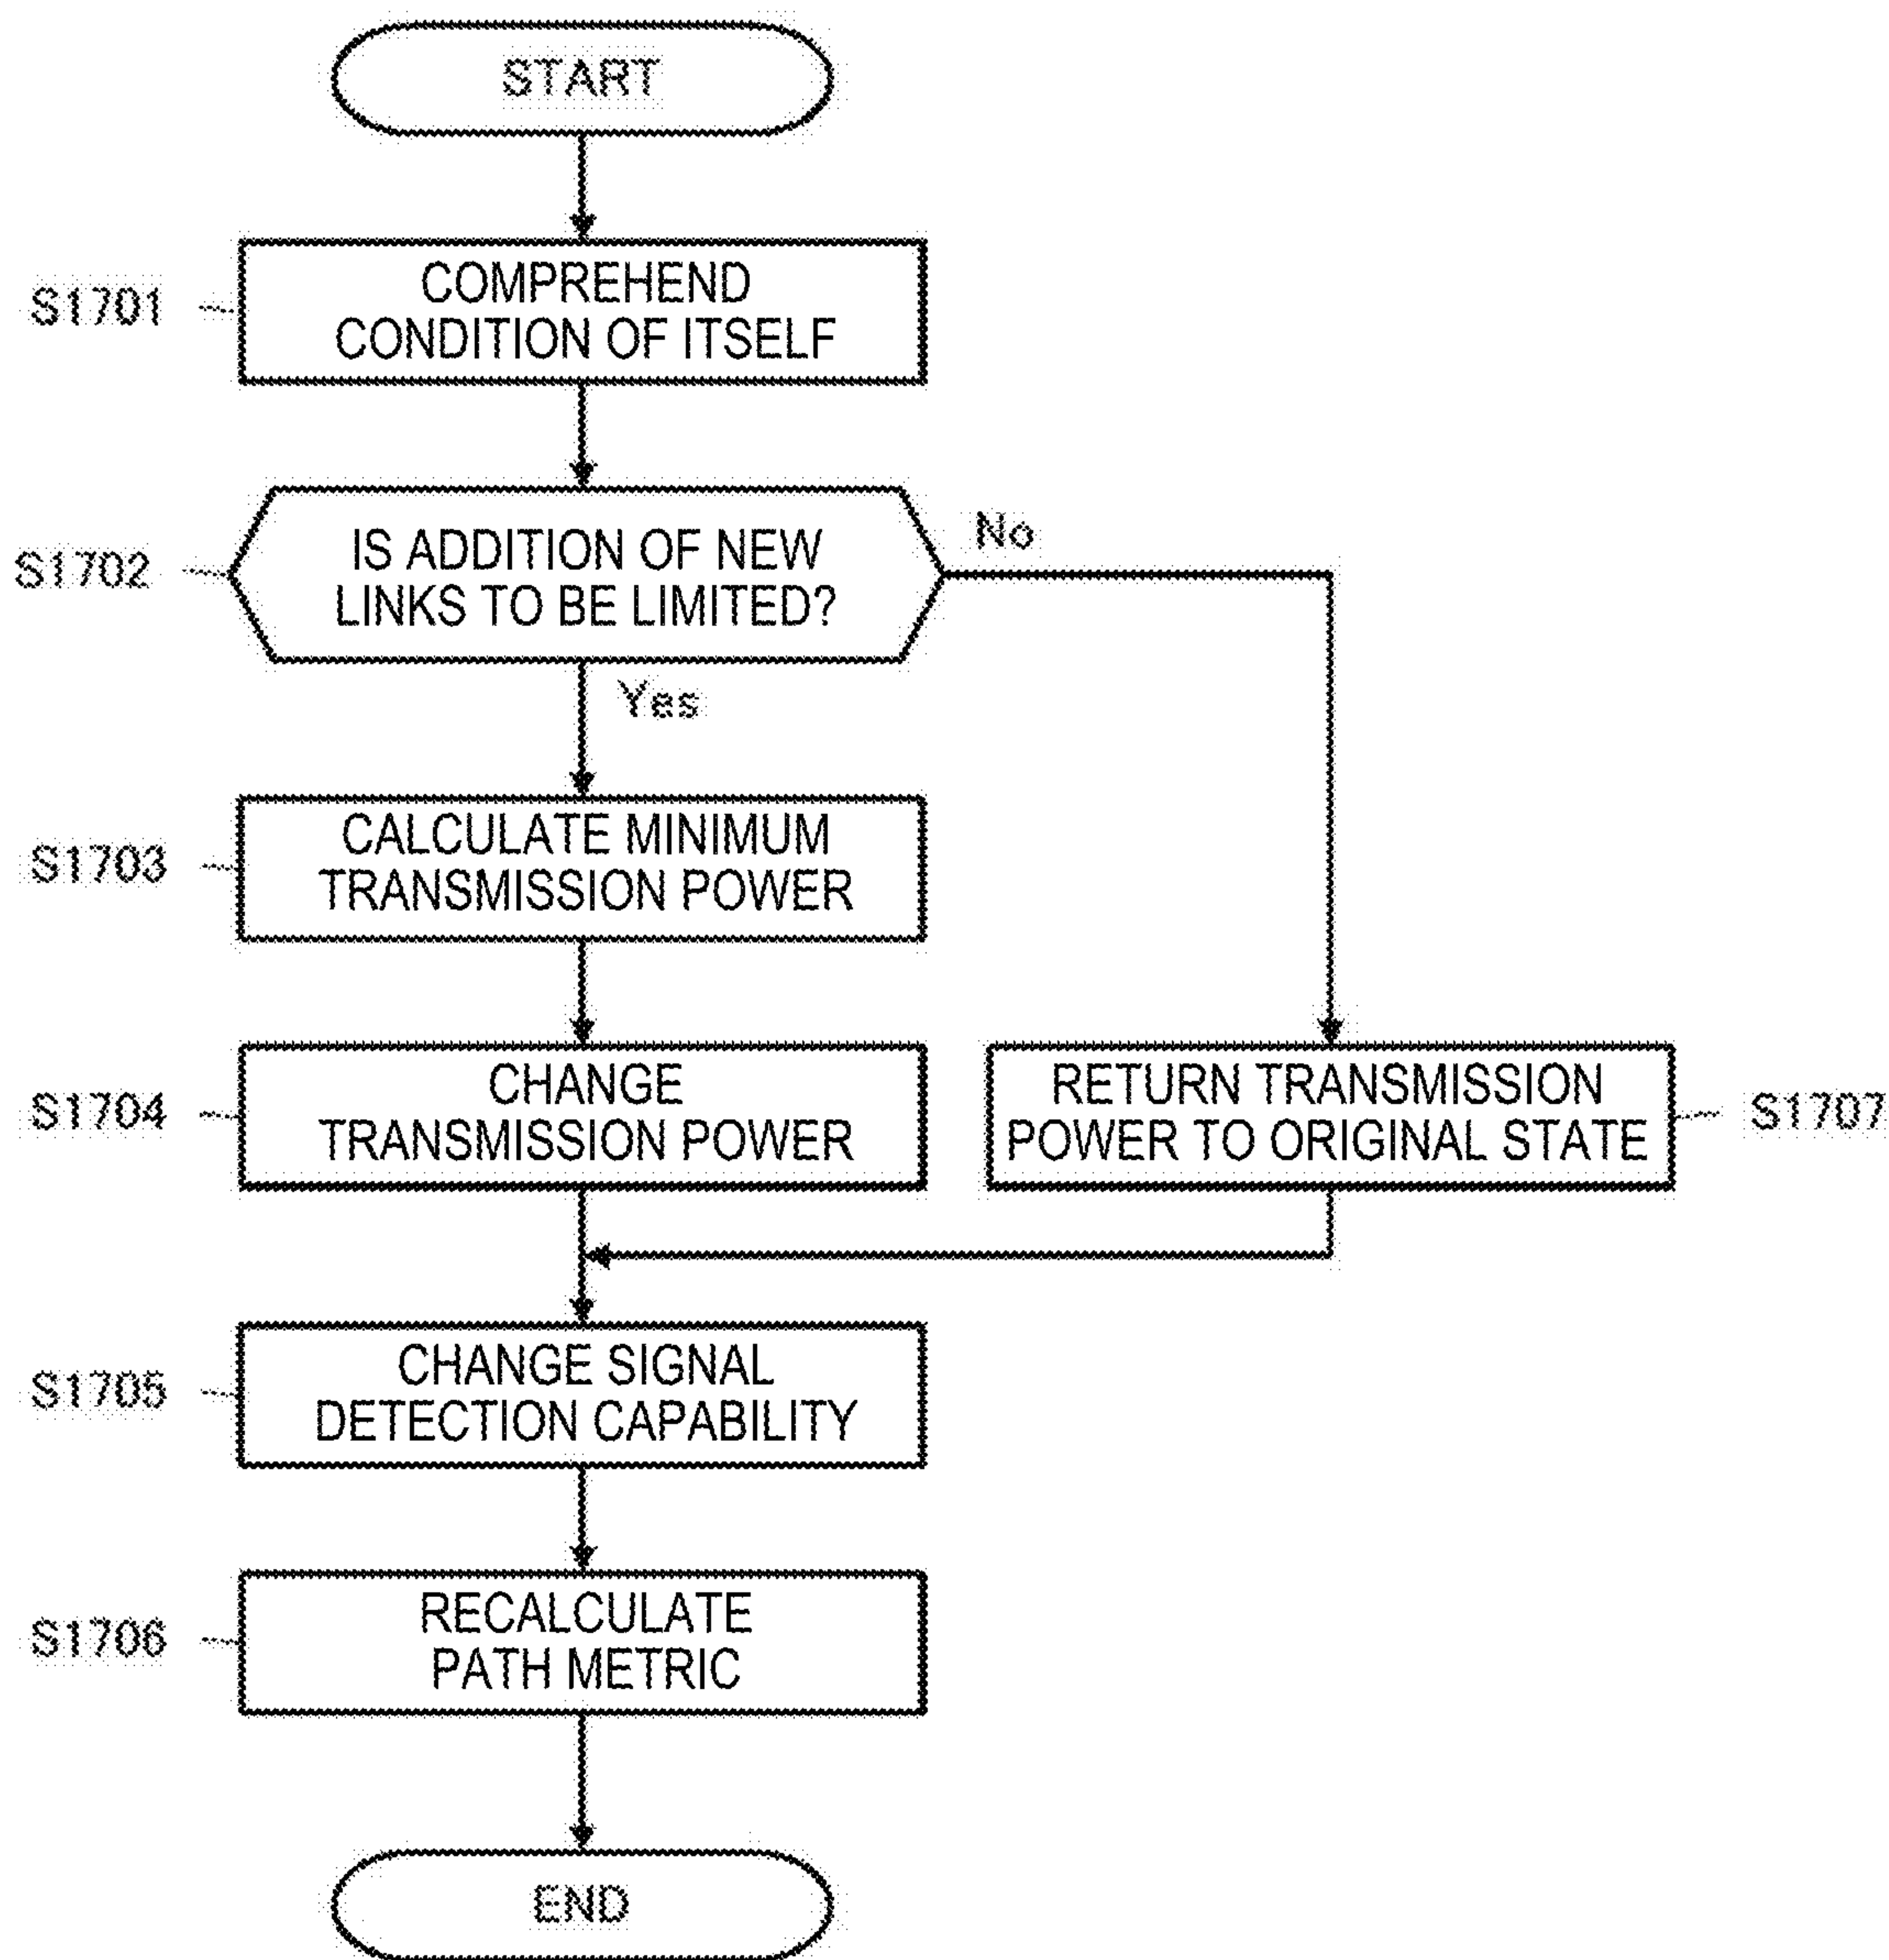 START
S1701
COMPREHEND
CONDITION OF ITSELF
S1702
IS ADDITION OF NEW
LINKS TO BE LIMITED?
No
Yes
S1703
CALCULATE MINIMUM
TRANSMISSION POWER
S1704
CHANGE
TRANSMISSION POWER
RETURN TRANSMISSION
POWER TO ORIGINAL STATE
S1707
S1705
CHANGE SIGNAL
DETECTION CAPABILITY
S1706
RECALCULATE
PATH METRIC
END